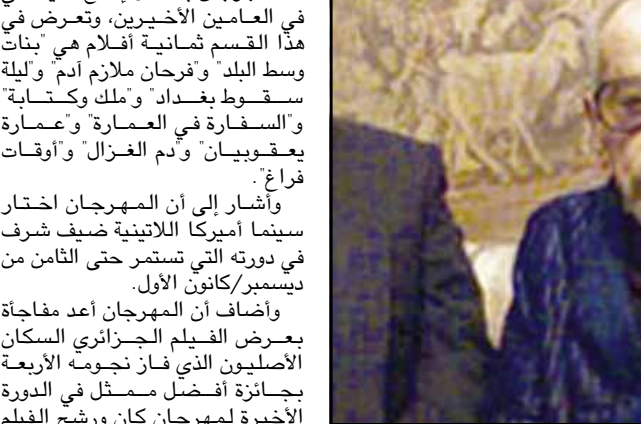 في العامين الأخيرين، وتعرض في
هذا القسم ثمانية أفلام هي "بنات
وسط البلد" و"فرحان ملازم آدم" و"ليلة
سقوط بغداد" و"ملك وكتابة"
و"السفارة في العمارة" و"عمارة
يعقوبيان" و"دم الغزال" و"أوقات
فراغ".
وأشار إلى أن المهرجان اختار
سينما أميركا اللاتينية ضيف شرف
في دورته التي تستمر حتى الثامن من
ديسمبر/كانون الأول.
وأضاف أن المهرجان أعد مفاجأة
بعرض الفيلم الجزائري السكان
الأصليون الذي فاز نجومه الأربعة
بجائزة أفضل ممثل في الدورة
الأخيرة لمهرجان كان ورشح الفيلم